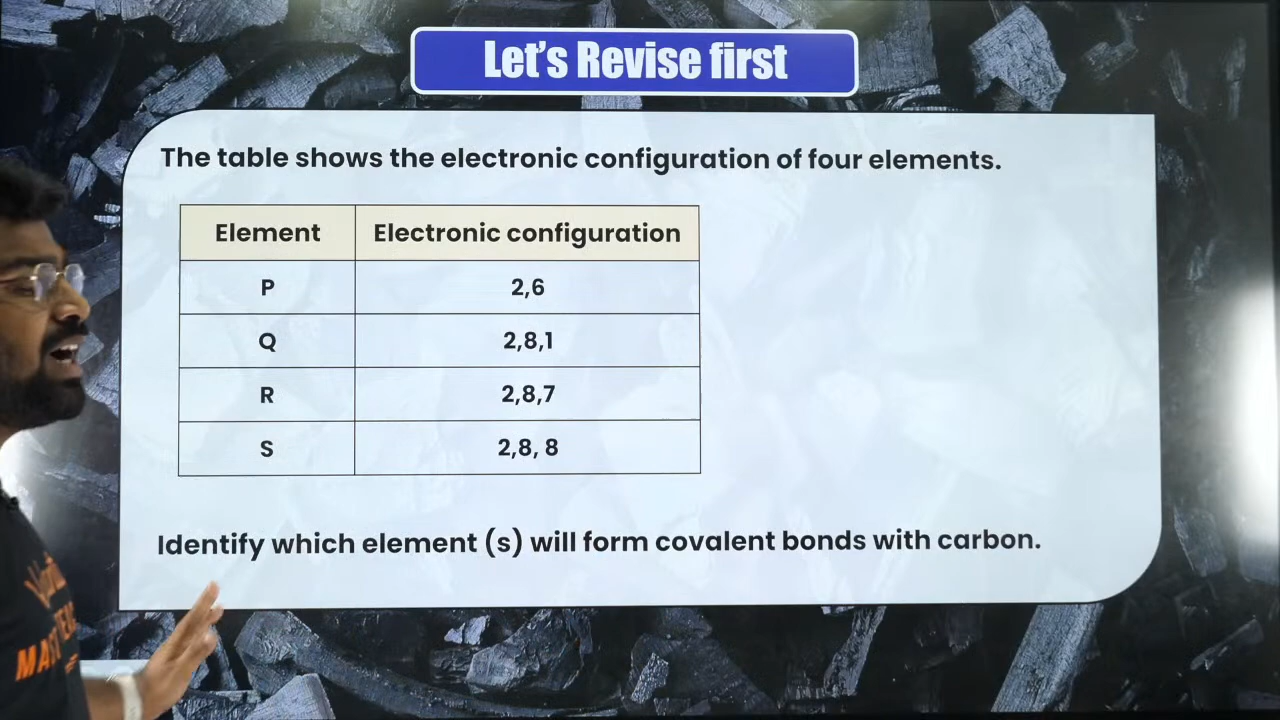 Let's Revise first
The table shows the electronic configuration of four elements.
Element Electronic configuration
P 2,6
Q 2,8,1
R 2,8,7
S 2,8, 8
Identify which element (s) will form covalent bonds with carbon.